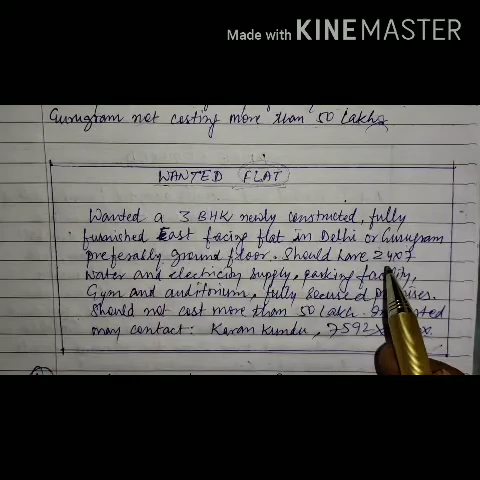 Made with KINEMASTER
Gurugram not costing more than 50 lakhs
WANTED FLAT
Wanted a 3 BHK newly constructed, fully
furnished East facing flat in Delhi or Gurugram
preferally ground floor. Should have 24x7
water and electricity supply, parking facility,
Gym and auditorium, fully secured
Should not cost more than 50 lakh.
may contact: Karan Kundu, 7592